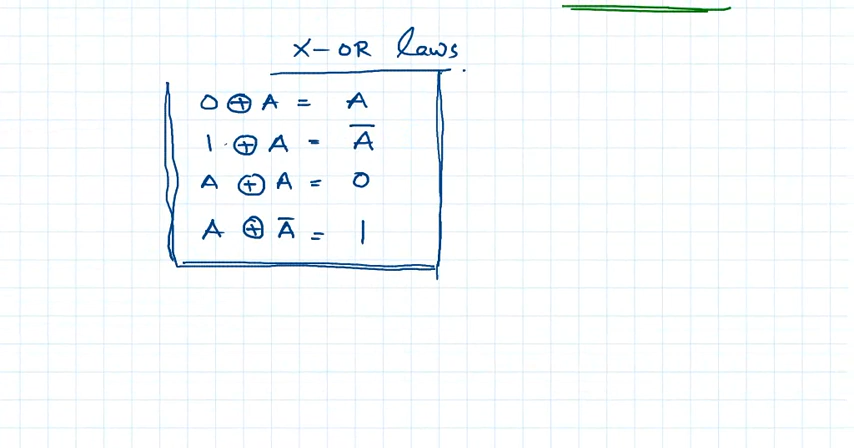 X-OR laws.
0 ⊕ A = A
1 ⊕ A = A̅
A ⊕ A = 0
A ⊕ A̅ = 1